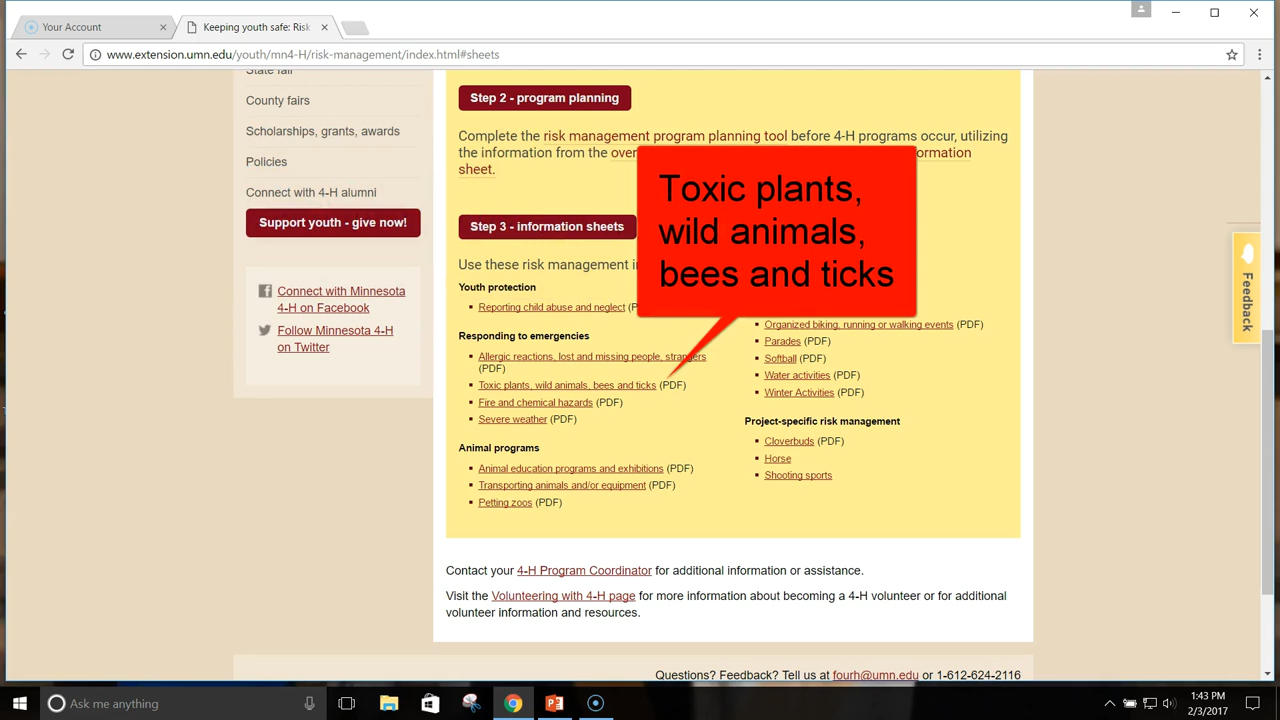 Your Account
Keeping youth safe: Risk
www.extension.umn.edu/youth/mn4-H/risk-management/index.html#sheets
State fair
County fairs
Scholarships, grants, awards
Policies
Connect with 4-H alumni
Support youth - give now!
Connect with Minnesota
4-H on Facebook
Follow Minnesota 4-H
on Twitter
Step 2 - program planning
Complete the risk management program planning tool before 4-H programs occur, utilizing
the information from the
sheet.
Toxic plants,
wild animals,
bees and ticks
Step 3 - information sheets
Use these risk management
Youth protection
Reporting child abuse and neglect
Responding to emergencies
Allergic reactions, lost and missing people, strangers
(PDF)
Toxic plants, wild animals, bees and ticks (PDF)
Fire and chemical hazards (PDF)
Severe weather (PDF)
Animal programs
Animal education programs and exhibitions (PDF)
Transporting animals and/or equipment (PDF)
Petting zoos (PDF)
Organized biking, running or walking events (PDF)
Parades (PDF)
Softball (PDF)
Water activities (PDF)
Winter Activities (PDF)
Project-specific risk management
Cloverbuds (PDF)
Horse
Shooting sports
Contact your 4-H Program Coordinator for additional information or assistance.
Visit the Volunteering with 4-H page for more information about becoming a 4-H volunteer or for additional
volunteer information and resources.
Questions? Feedback? Tell us at fourh@umn.edu or 1-612-624-2116
Feedback
Ask me anything
1:43 PM
2/3/2017